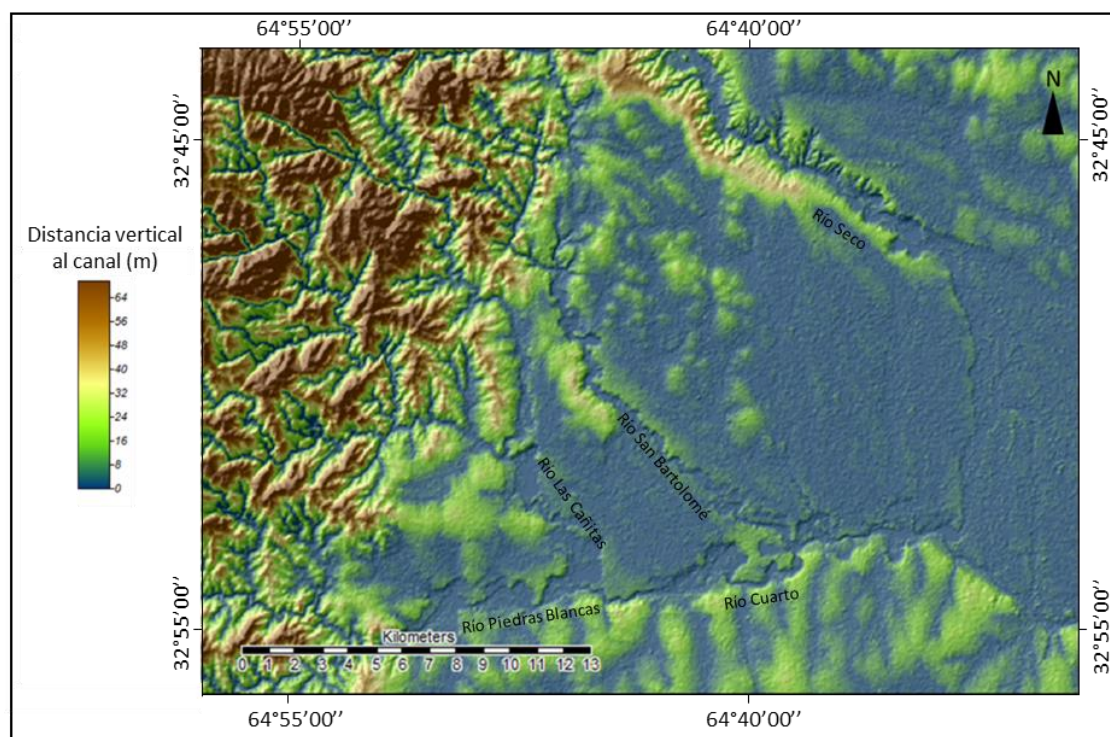 64°55’00’’
64°40’00’’
N
32°45’00’’
32°45’00’’
Distancia vertical
al canal (m)
64
56
48
40
32
24
16
8
0
Río Seco
Río San Bartolomé
Río Las Cañitas
Río Cuarto
Río Piedras Blancas
32°55’00’’
32°55’00’’
Kilometers
0 1 2 3 4 5 6 7 8 9 10 11 12 13
64°55’00’’
64°40’00’’